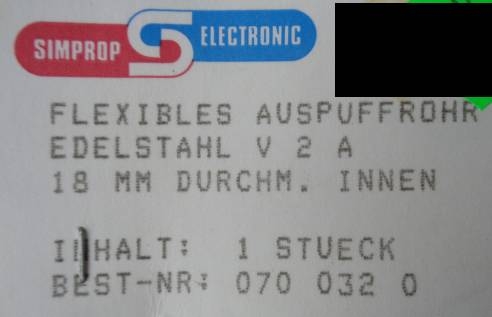 SIMPROP ELECTRONIC
FLEXIBLES AUSPUFFROHR
EDELSTAHL V 2 A
18 MM DURCHM. INNEN
INHALT: 1 STUECK
BEST-NR: 070 032 0